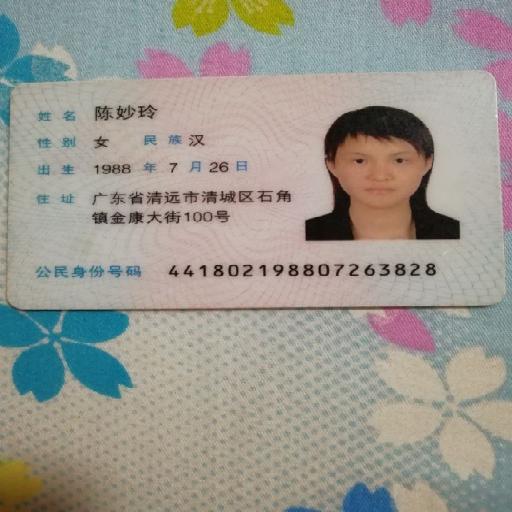 姓名 陈妙玲
性别 女 民族 汉
出生 1988 年 7 月 26 日
住址 广东省清远市清城区石角
镇金康大街100号
公民身份号码 441802198807263828